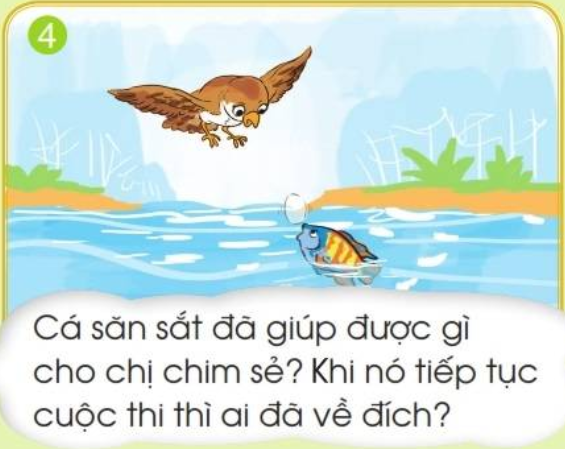 4
Cá săn sắt đã giúp được gì
cho chị chim sẻ? Khi nó tiếp tục
cuộc thi thì ai đã về đích?